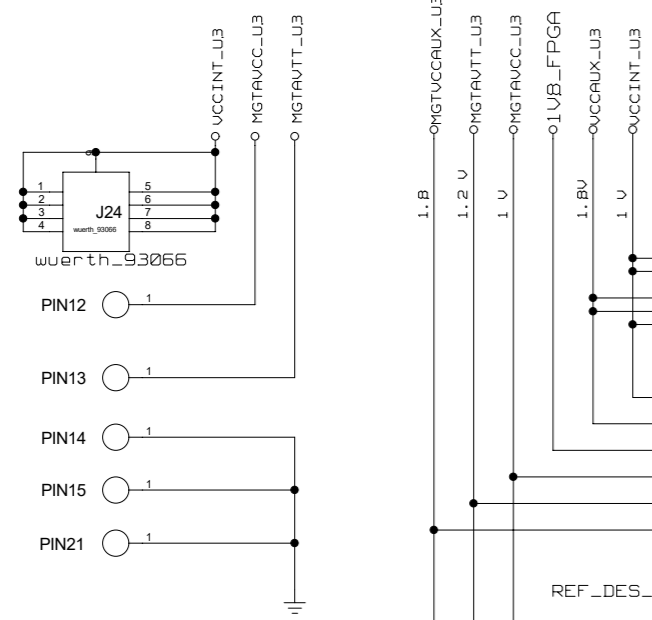 VCCINT_U3
MGTAVCC_U3
MGTAVTT_U3
MGTVCCAUX_U3
MGTAVTT_U3
MGTAVCC_U3
1V8_FPGA
VCCAUX_U3
VCCINT_U3
1.8
1.2 V
1 V
1.8V
1 V
9
1 5
2 6
3 7
4 8
J24
wuerth_93066
wuerth_93066
PIN12 1
PIN13 1
PIN14 1
PIN15 1
PIN21 1
REF_DES_